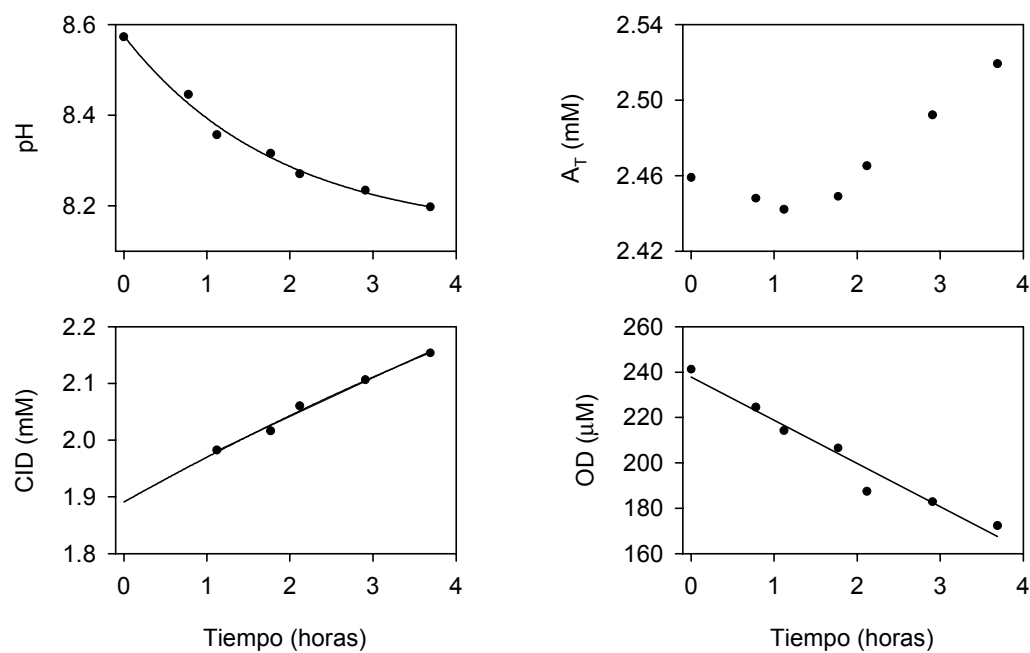 8.6
8.4
8.2
pH
0 1 2 3 4
2.54
2.50
2.46
2.42
A_T (mM)
0 1 2 3 4
2.2
2.1
2.0
1.9
1.8
CID (mM)
0 1 2 3 4
Tiempo (horas)
260
240
220
200
180
160
OD (μM)
0 1 2 3 4
Tiempo (horas)